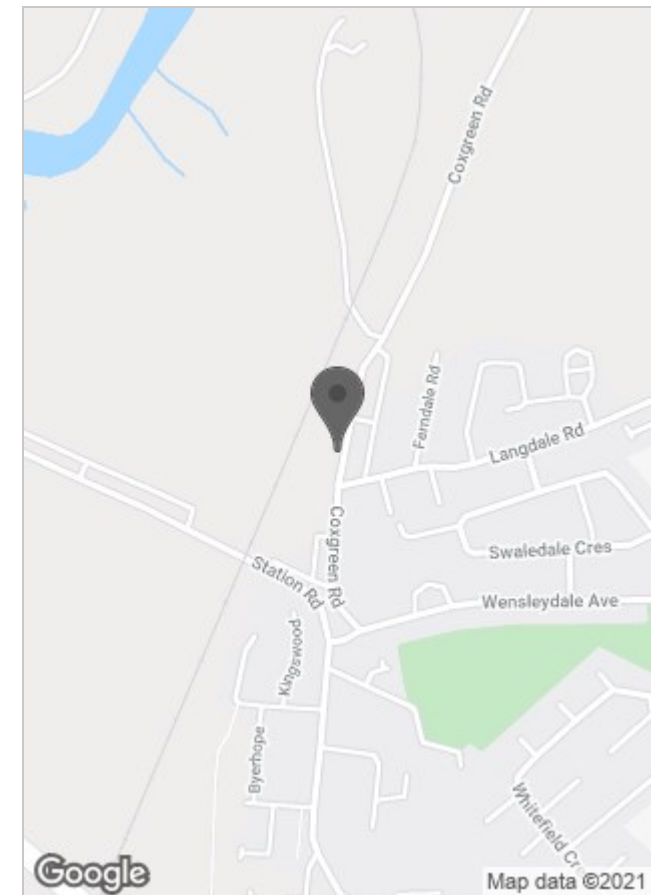 Coxgreen Rd
Farndale Rd
Langdale Rd
Coxgreen Rd
Swaledale Cres
Station Rd
Wensleydale Ave
Kingswood
Byerhope
Whitefield Cr
Google
Map data ©2021